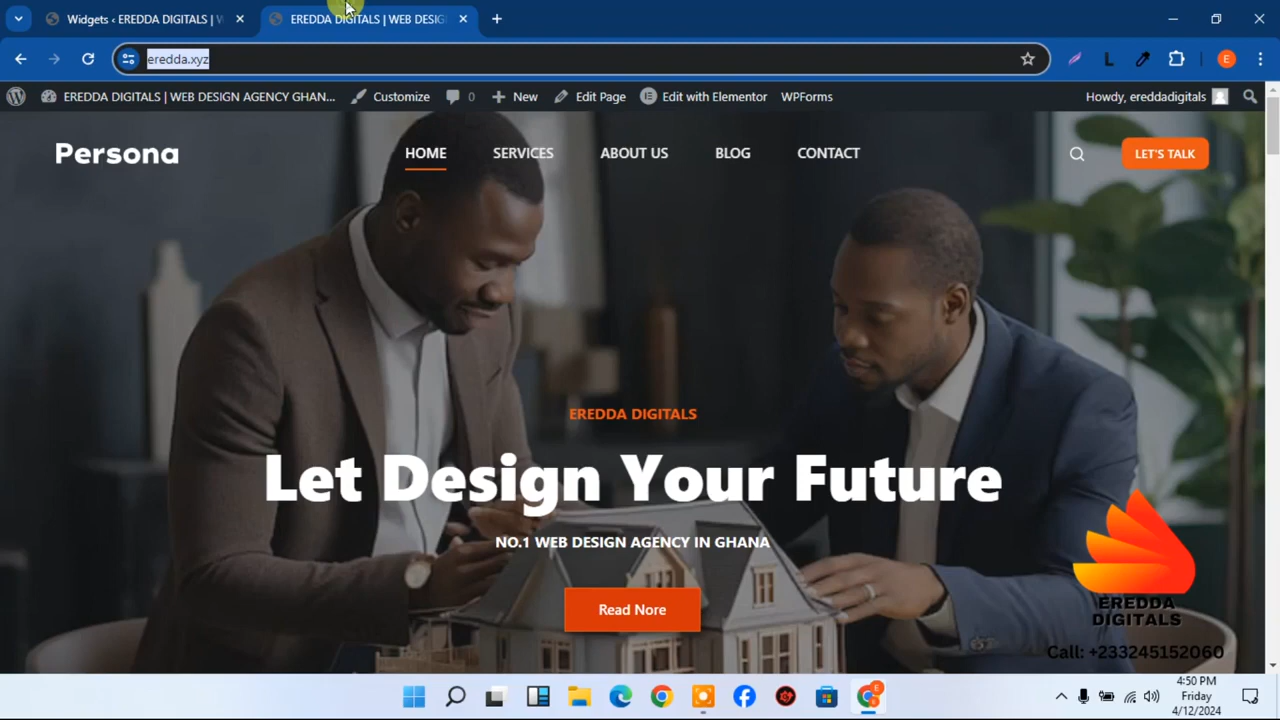 Widgets ‹ EREDDA DIGITALS |
EREDDA DIGITALS | WEB DESIG
eredda.xyz
L
E
EREDDA DIGITALS | WEB DESIGN AGENCY GHAN...
Customize
0
New
Edit Page
Edit with Elementor
WPForms
Howdy, ereddadigitals
Persona
HOME
SERVICES
ABOUT US
BLOG
CONTACT
LET'S TALK
EREDDA DIGITALS
Let Design Your Future
NO.1 WEB DESIGN AGENCY IN GHANA
Read Nore
EREDDA
DIGITALS
Call: +233245152060
E
4:50 PM
Friday
4/12/2024